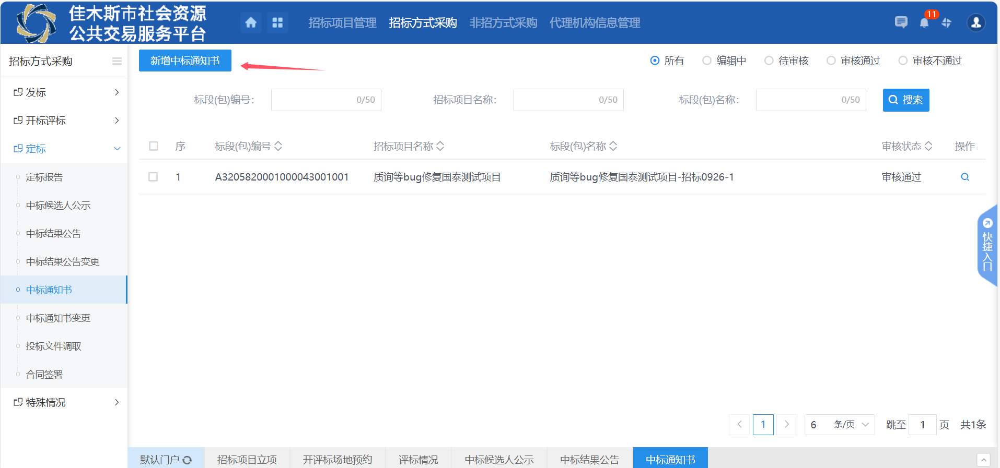 佳木斯市社会资源
公共交易服务平台
招标项目管理 招标方式采购 非招方式采购 代理机构信息管理
11
招标方式采购
发标
开标评标
定标
定标报告
中标候选人公示
中标结果公告
中标结果公告变更
中标通知书
中标通知书变更
投标文件调取
合同签署
特殊情况
新增中标通知书
所有 编辑中 待审核 审核通过 审核不通过
标段(包)编号： 0/50 招标项目名称： 0/50 标段(包)名称： 0/50 搜索
序 标段(包)编号 招标项目名称 标段(包)名称 审核状态 操作
1 A3205820001000043001001 质询等bug修复国泰测试项目 质询等bug修复国泰测试项目-招标0926-1 审核通过
快捷入口
1 6 条/页 跳至 1 页 共1条
默认门户 招标项目立项 开评标场地预约 评标情况 中标候选人公示 中标结果公告 中标通知书